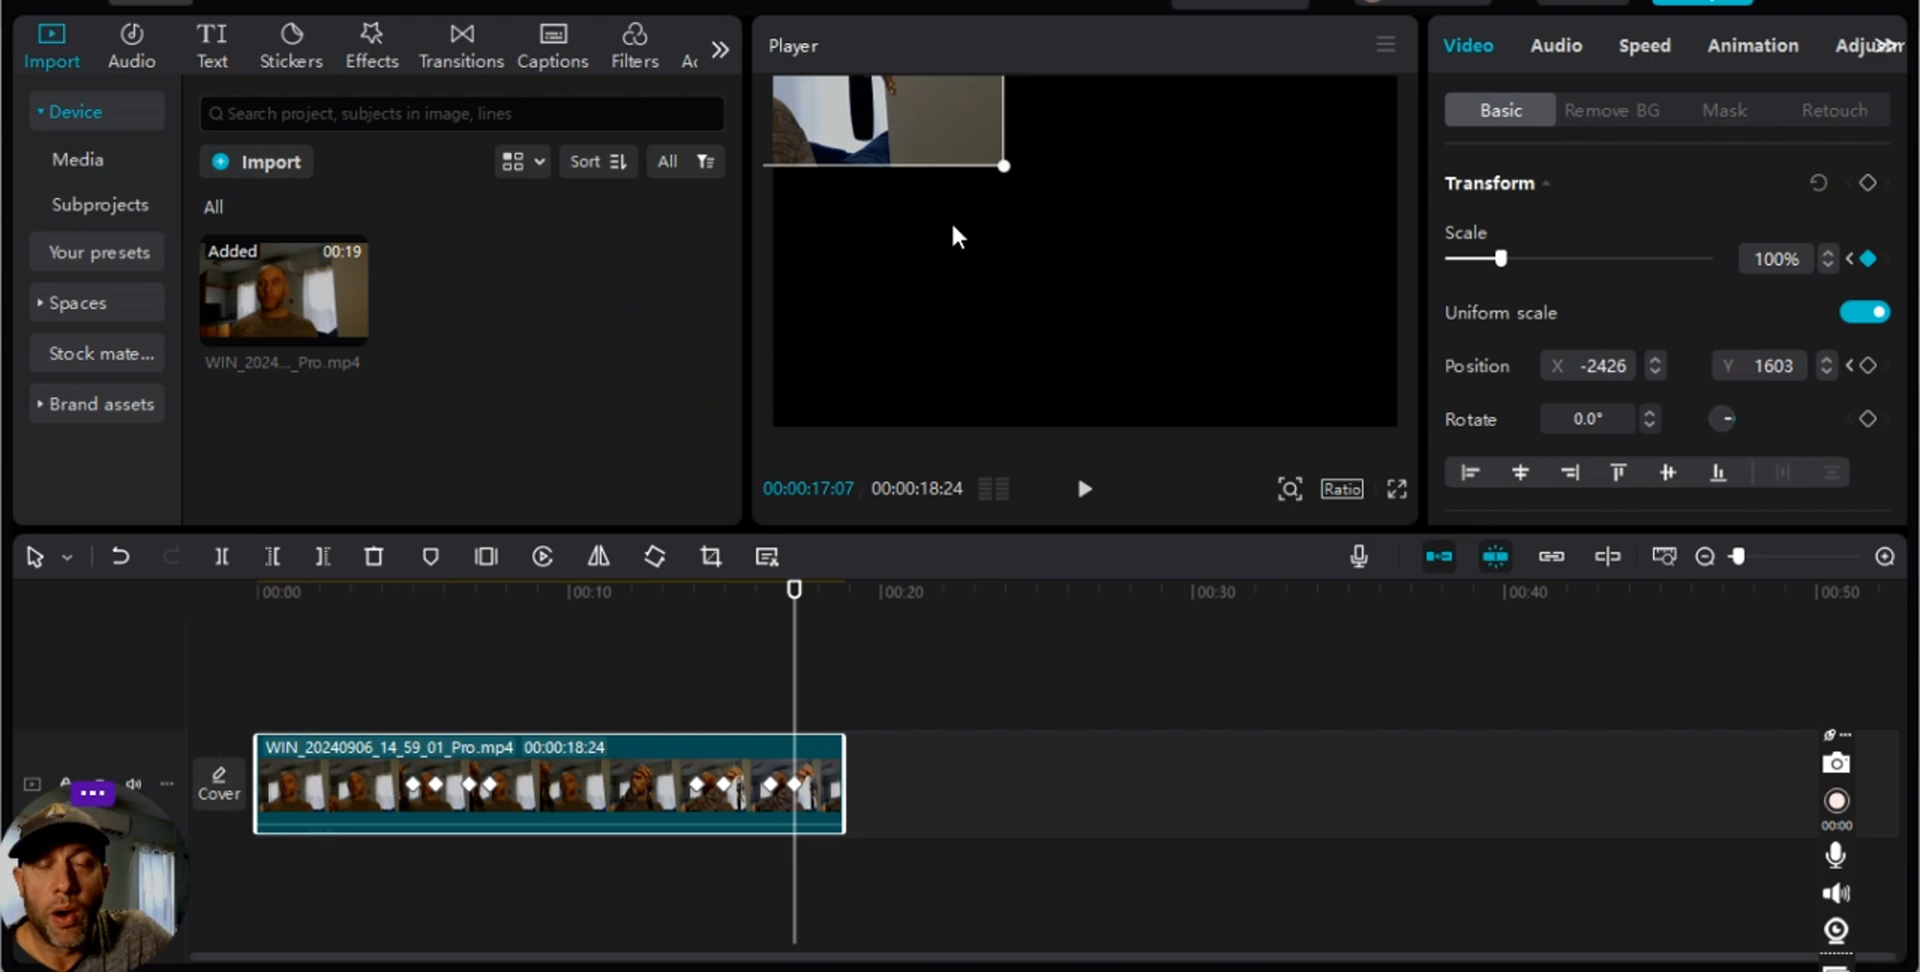 Import
Audio
Text
Stickers
Effects
Transitions
Captions
Filters
Player
Video
Audio
Speed
Animation
Device
Media
Subprojects
Your presets
Spaces
Stock mate...
Brand assets
Search project, subjects in image, lines
Import
Sort
All
All
Added 00:19
WIN_2024..._Pro.mp4
00:00:17:07 00:00:18:24
Ratio
Basic Remove BG Mask Retouch
Transform
Scale
100%
Uniform scale
Position X -2426 Y 1603
Rotate 0.0°
00:00 00:10 00:20 00:30 00:40 00:50
WIN_20240906_14_59_01_Pro.mp4 00:00:18:24
Cover
00:00